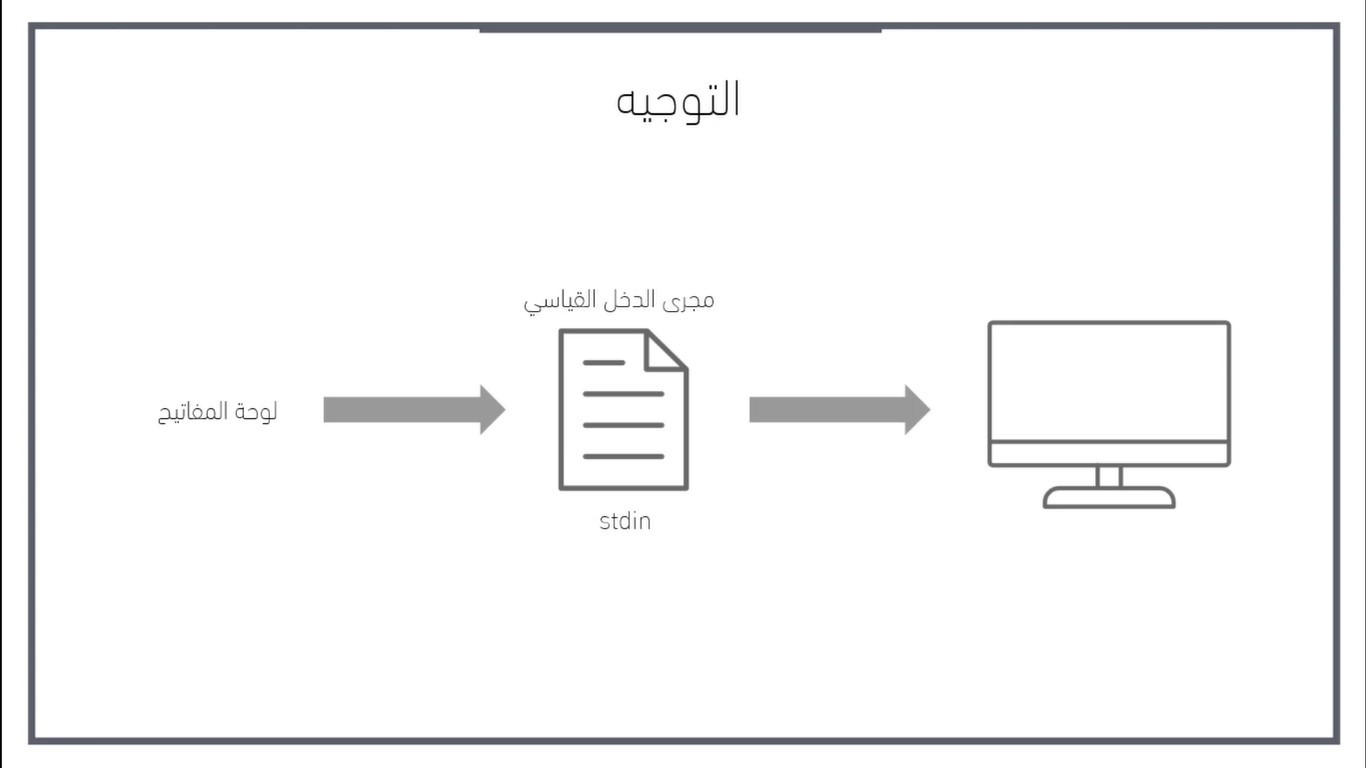 التوجيه
مجرى الدخل القياسي
لوحة المفاتيح
stdin